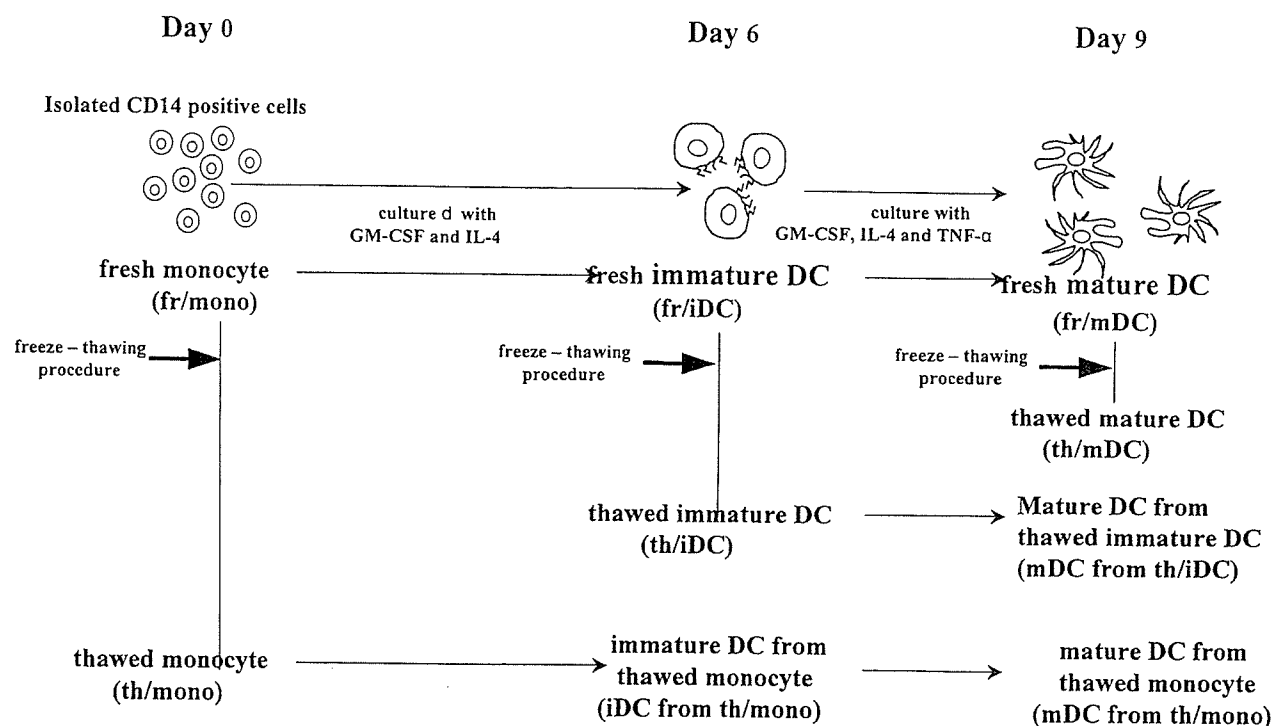 Day 0
Day 6
Day 9
Isolated CD14 positive cells
culture d with
GM-CSF and IL-4
culture with
GM-CSF, IL-4 and TNF-α
fresh monocyte
(fr/mono)
fresh immature DC
(fr/iDC)
fresh mature DC
(fr/mDC)
freeze – thawing
procedure
freeze – thawing
procedure
freeze – thawing
procedure
thawed mature DC
(th/mDC)
thawed immature DC
(th/iDC)
Mature DC from
thawed immature DC
(mDC from th/iDC)
thawed monocyte
(th/mono)
immature DC from
thawed monocyte
(iDC from th/mono)
mature DC from
thawed monocyte
(mDC from th/mono)